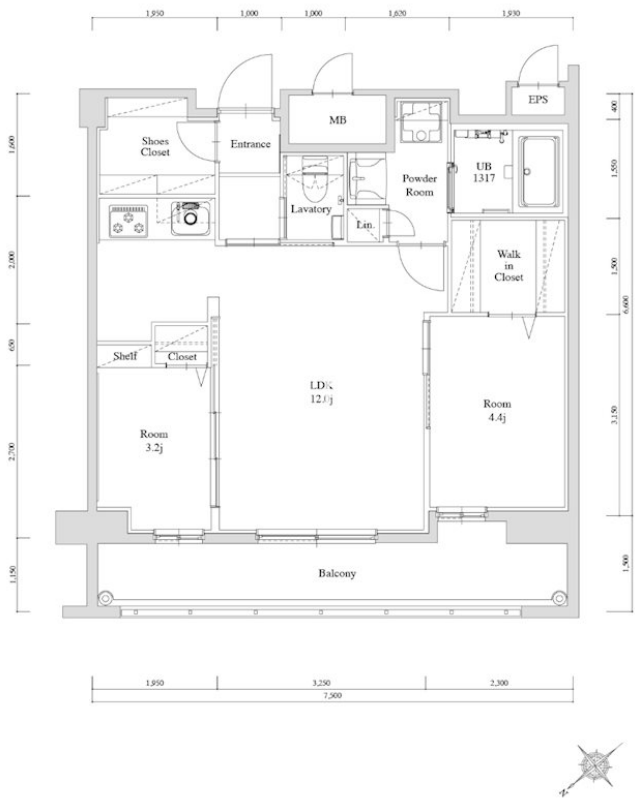 1,950
1,000
1,000
1,620
1,930
EPS
MB
Shoes
Closet
Entrance
Powder
Room
UB
1317
Lavatory
Lin.
Walk
in
Closet
Shelf
Closet
LDK
12.0j
Room
4.4j
Room
3.2j
Balcony
1,600
2,000
650
2,700
1,150
400
1,550
1,500
6,600
3,150
1,500
1,950
3,250
2,300
7,500
N